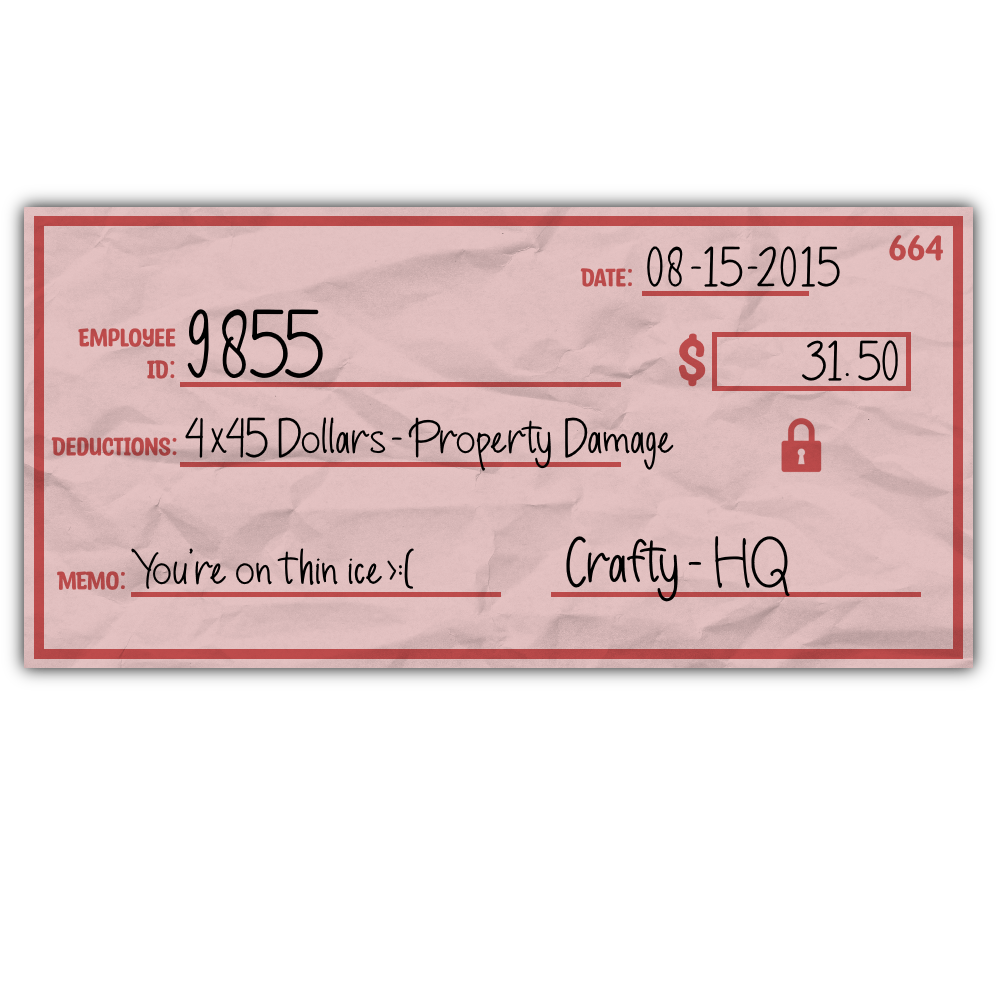 664
DATE: 08-15-2015
EMPLOYEE
ID: 9855
$ 31.50
DEDUCTIONS: 4x45 Dollars - Property Damage
MEMO: You're on thin ice >:(
Crafty - HQ